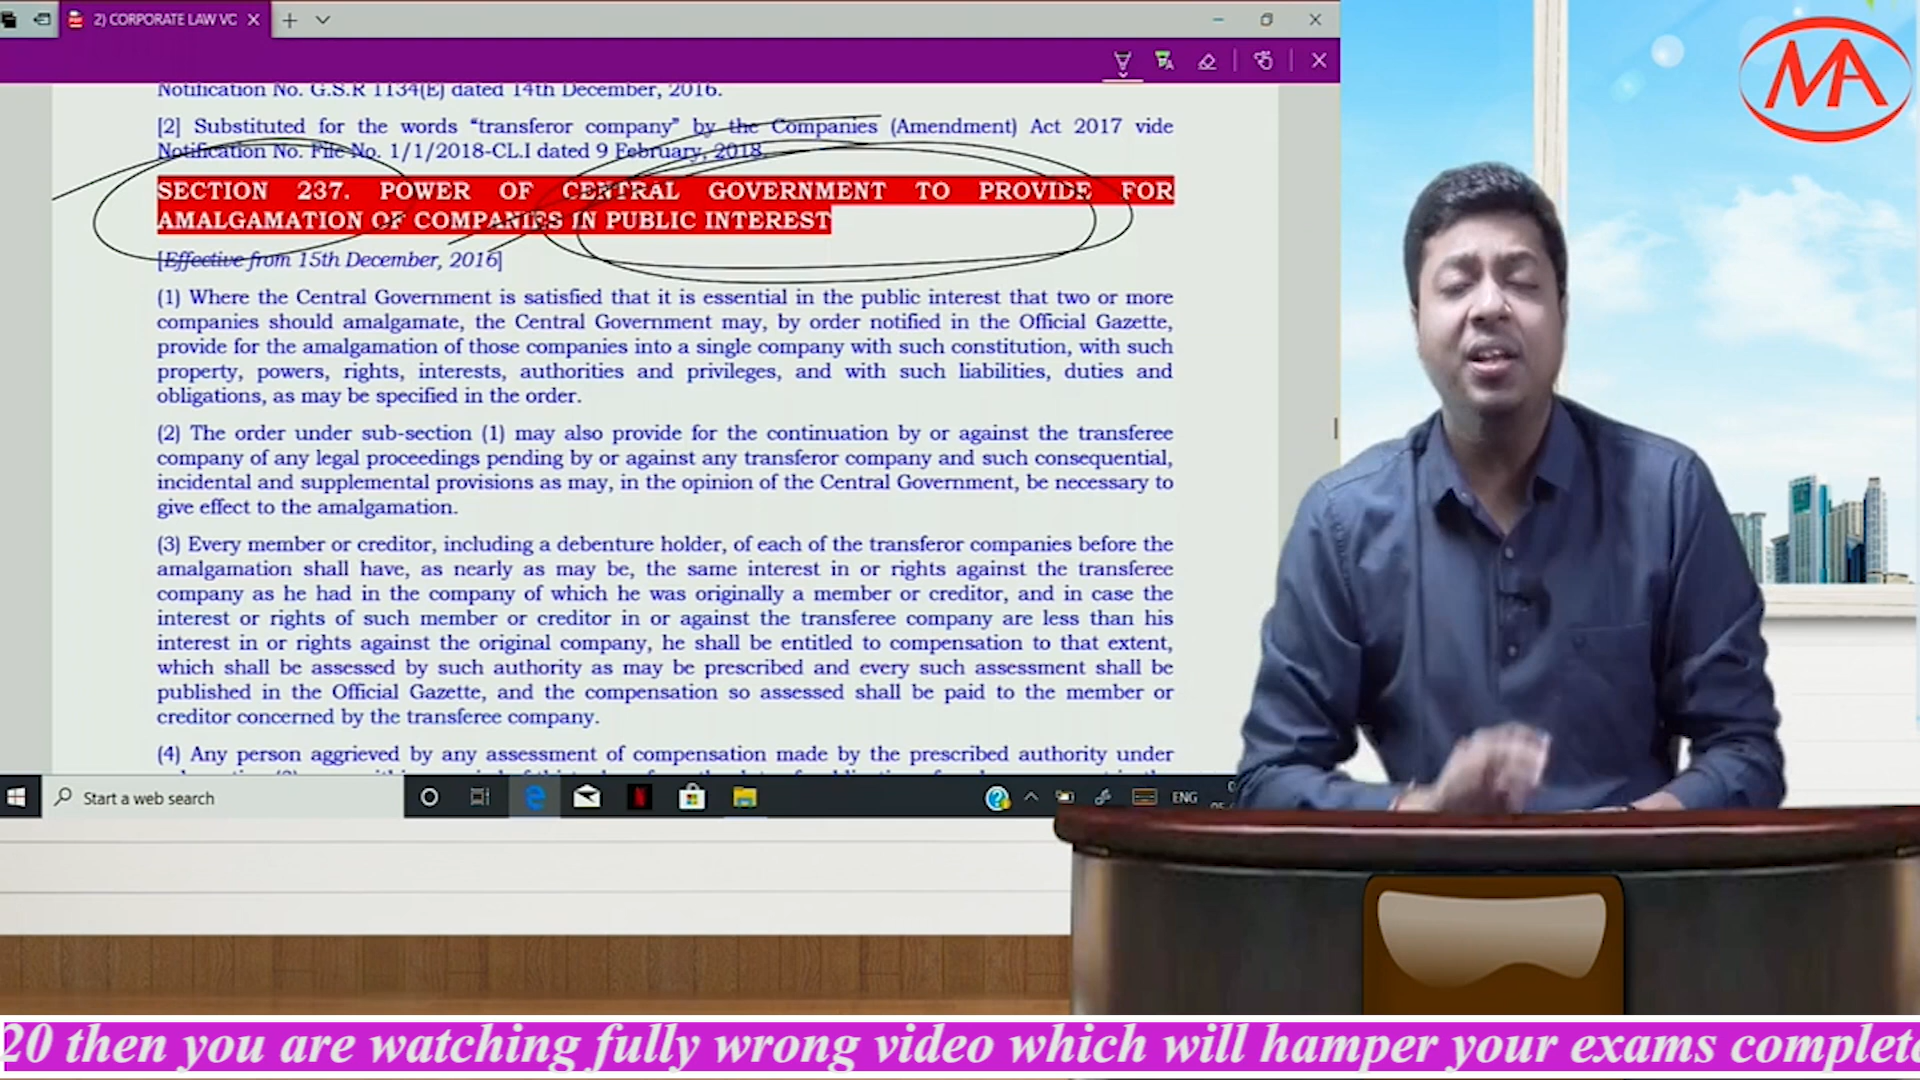 2) CORPORATE LAW VC
MA
Notification No. G.S.R 1134(E) dated 14th December, 2016.
[2] Substituted for the words “transferor company” by the Companies (Amendment) Act 2017 vide
Notification No. File No. 1/1/2018-CL.I dated 9 February, 2018.
SECTION 237. POWER OF CENTRAL GOVERNMENT TO PROVIDE FOR
AMALGAMATION OF COMPANIES IN PUBLIC INTEREST
[Effective from 15th December, 2016]
(1) Where the Central Government is satisfied that it is essential in the public interest that two or more
companies should amalgamate, the Central Government may, by order notified in the Official Gazette,
provide for the amalgamation of those companies into a single company with such constitution, with such
property, powers, rights, interests, authorities and privileges, and with such liabilities, duties and
obligations, as may be specified in the order.
(2) The order under sub-section (1) may also provide for the continuation by or against the transferee
company of any legal proceedings pending by or against any transferor company and such consequential,
incidental and supplemental provisions as may, in the opinion of the Central Government, be necessary to
give effect to the amalgamation.
(3) Every member or creditor, including a debenture holder, of each of the transferor companies before the
amalgamation shall have, as nearly as may be, the same interest in or rights against the transferee
company as he had in the company of which he was originally a member or creditor, and in case the
interest or rights of such member or creditor in or against the transferee company are less than his
interest in or rights against the original company, he shall be entitled to compensation to that extent,
which shall be assessed by such authority as may be prescribed and every such assessment shall be
published in the Official Gazette, and the compensation so assessed shall be paid to the member or
creditor concerned by the transferee company.
(4) Any person aggrieved by any assessment of compensation made by the prescribed authority under
Start a web search
ENG
20 then you are watching fully wrong video which will hamper your exams complete